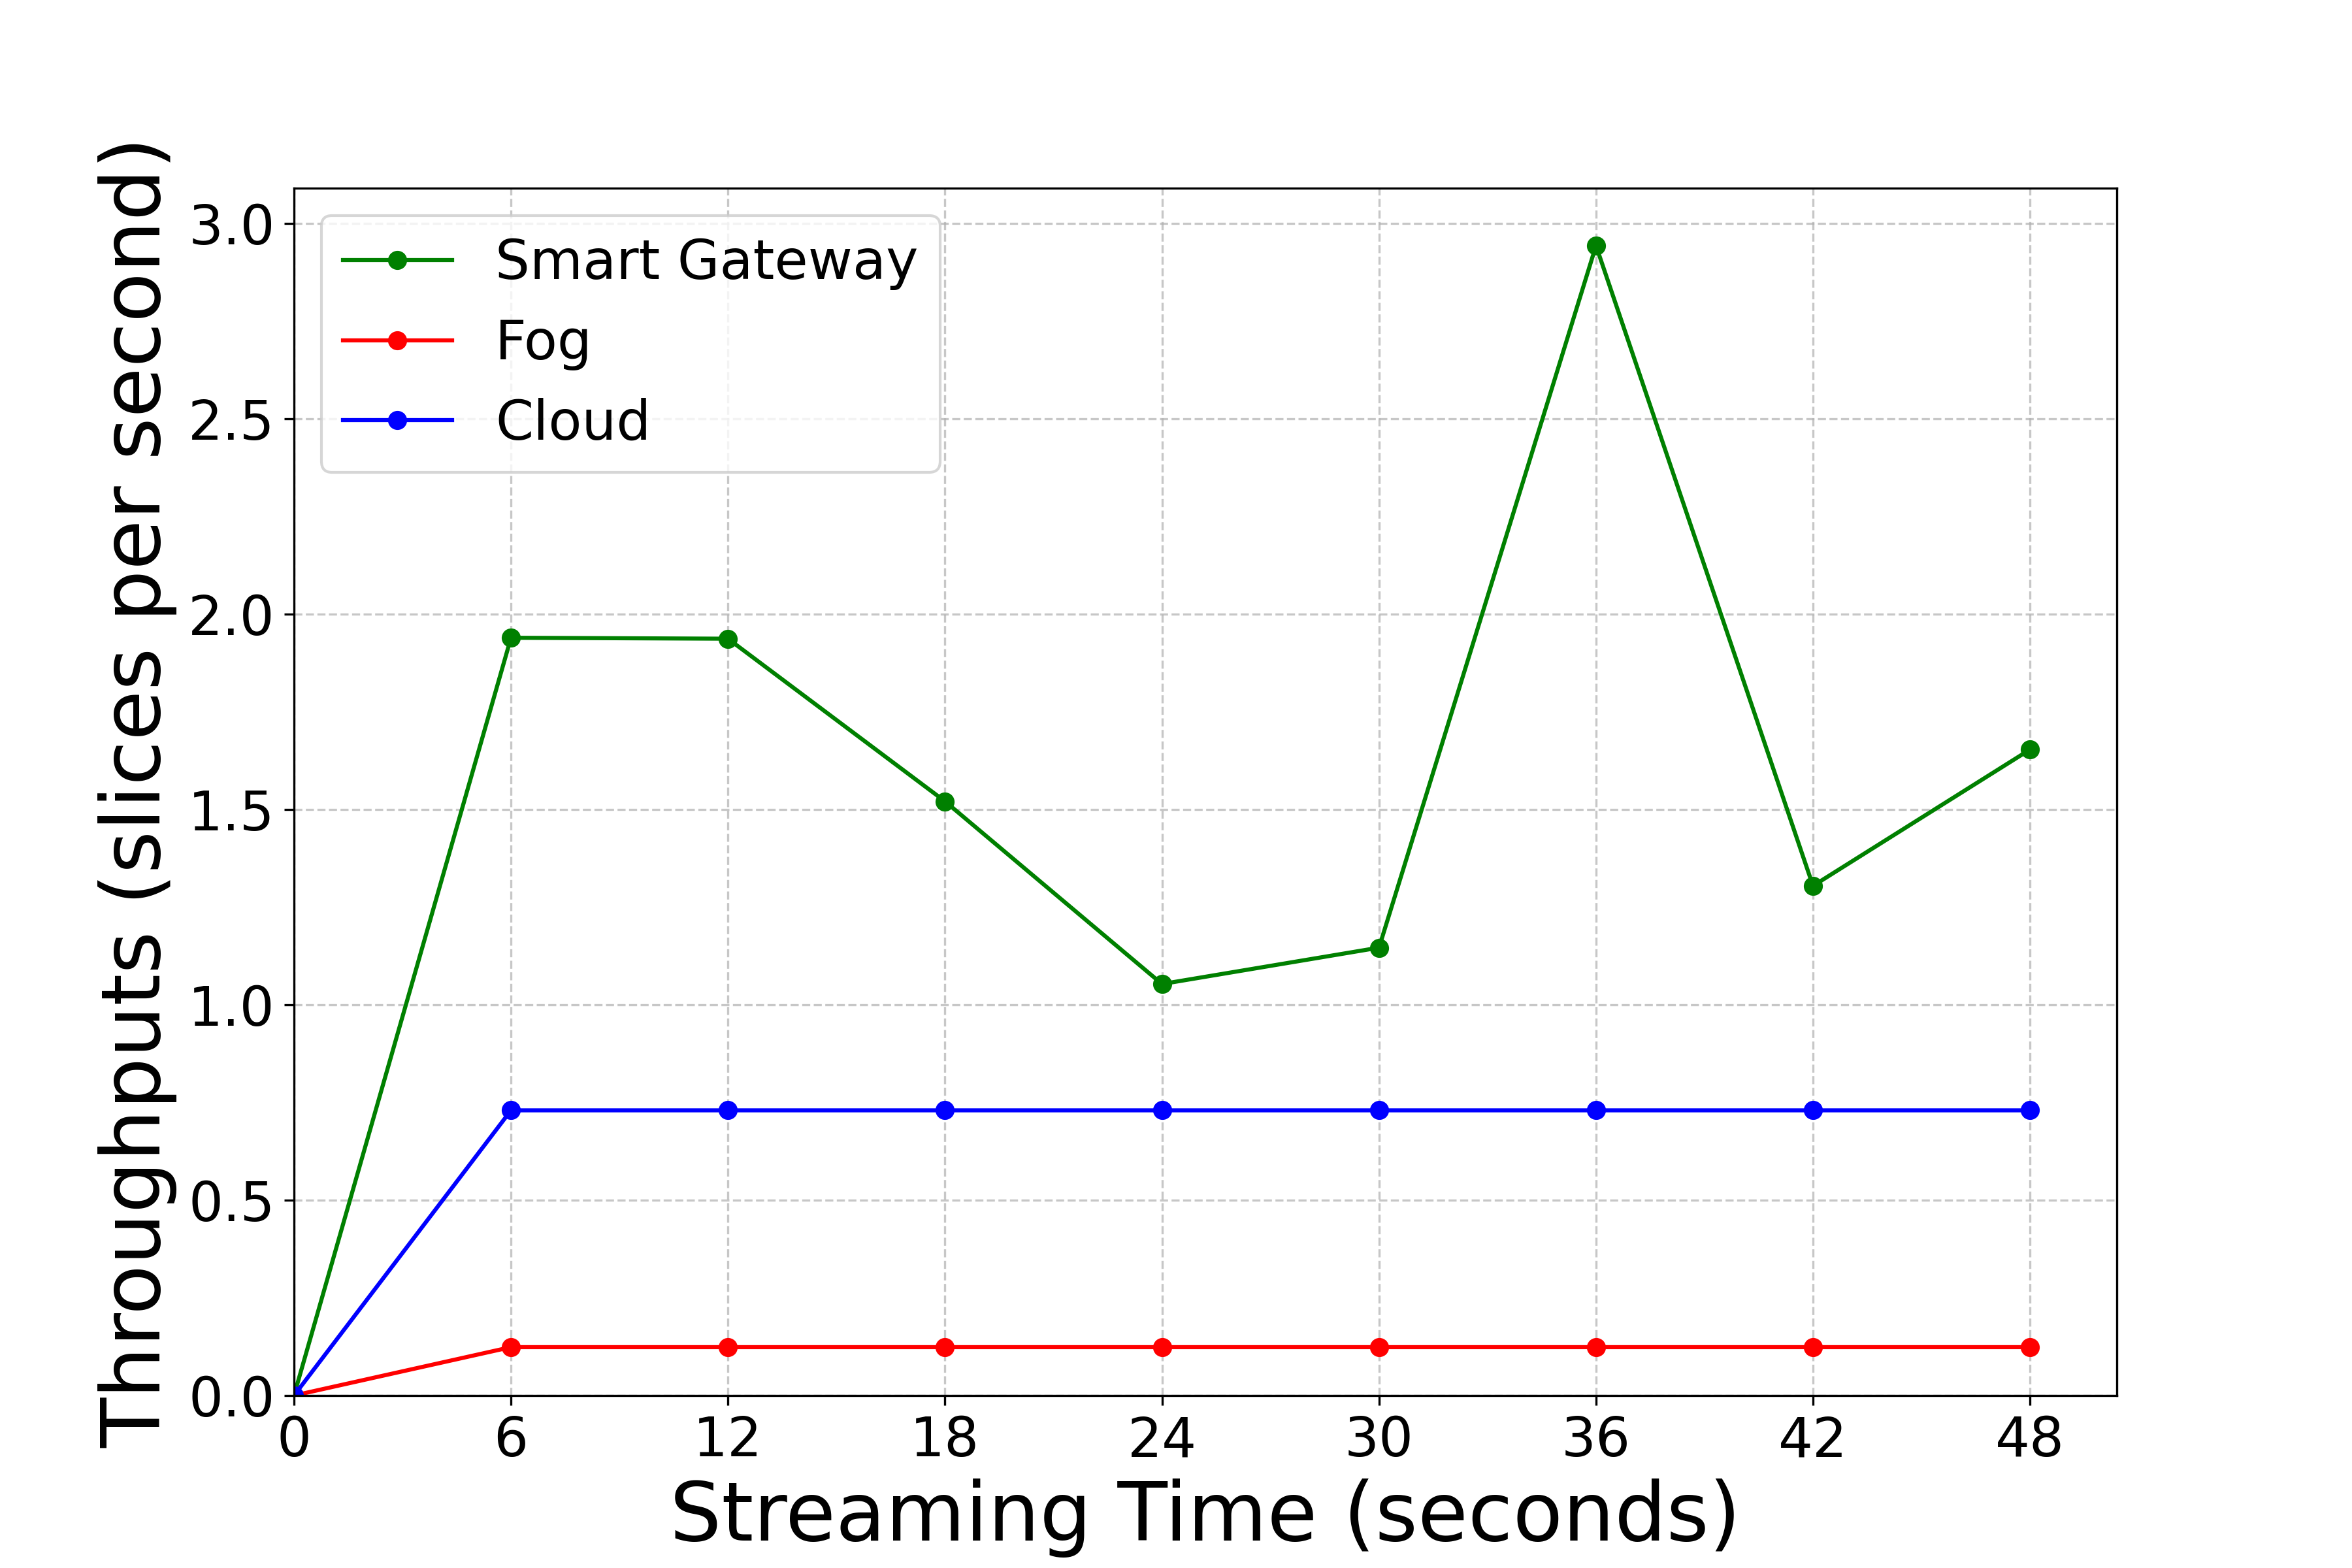 Throughputs (slices per second)
3.0
2.5
2.0
1.5
1.0
0.5
0.0
Smart Gateway
Fog
Cloud
0 6 12 18 24 30 36 42 48
Streaming Time (seconds)